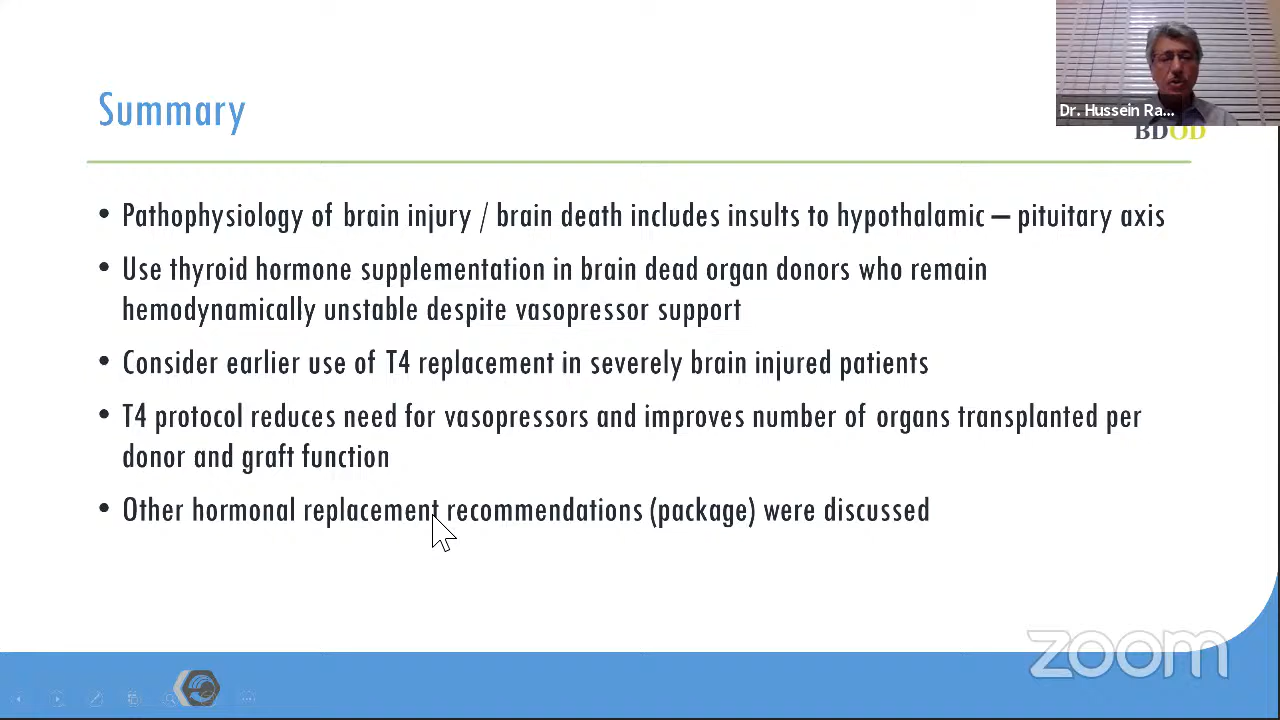 Dr. Hussein Ra...
BDOD
Summary
• Pathophysiology of brain injury / brain death includes insults to hypothalamic – pituitary axis
• Use thyroid hormone supplementation in brain dead organ donors who remain
hemodynamically unstable despite vasopressor support
• Consider earlier use of T4 replacement in severely brain injured patients
• T4 protocol reduces need for vasopressors and improves number of organs transplanted per
donor and graft function
• Other hormonal replacement recommendations (package) were discussed
zoom